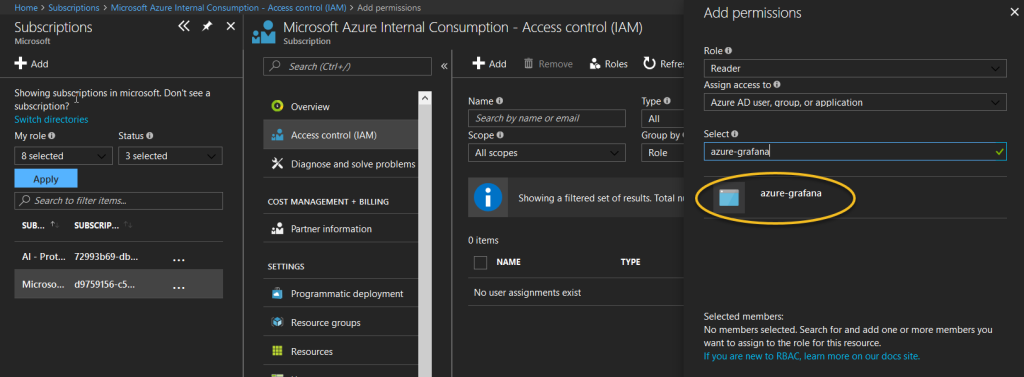 Home > Subscriptions > Microsoft Azure Internal Consumption - Access control (IAM) > Add permissions
Subscriptions
Microsoft
Add
Showing subscriptions in microsoft. Don't see a
subscription?
Switch directories
My role
Status
8 selected
3 selected
Apply
Search to filter items...
SUB...
SUBSCRIP...
AI - Prot...
72993b69-db...
...
Microso...
d9759156-c5...
...
Microsoft Azure Internal Consumption - Access control (IAM)
Subscription
Search (Ctrl+/)
Overview
Access control (IAM)
Diagnose and solve problems
COST MANAGEMENT + BILLING
Partner information
SETTINGS
Programmatic deployment
Resource groups
Resources
Add
Remove
Roles
Refres
Name
Type
Search by name or email
All
Scope
Group by
All scopes
Role
Showing a filtered set of results. Total nu
0 items
NAME
TYPE
No user assignments exist
Add permissions
Role
Reader
Assign access to
Azure AD user, group, or application
Select
azure-grafana
azure-grafana
Selected members:
No members selected. Search for and add one or more members you
want to assign to the role for this resource.
If you are new to RBAC, learn more on our docs site.